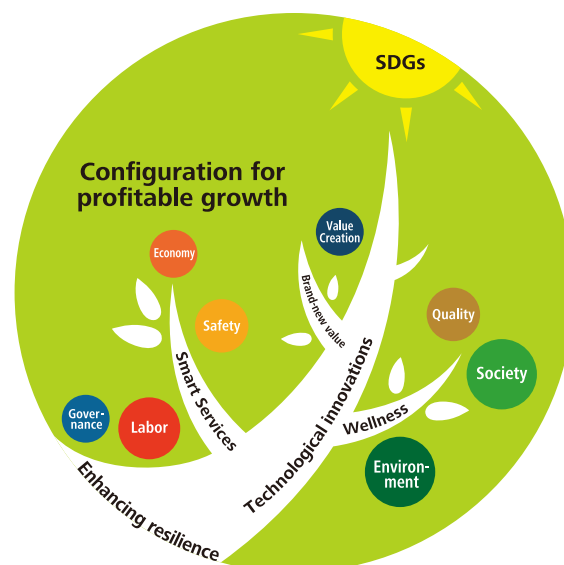 SDGs
Configuration for
profitable growth
Value
Creation
Economy
Brand-new value
Safety
Quality
Smart Services
Technological innovations
Society
Gover-
nance
Labor
Wellness
Environ-
ment
Enhancing resilience